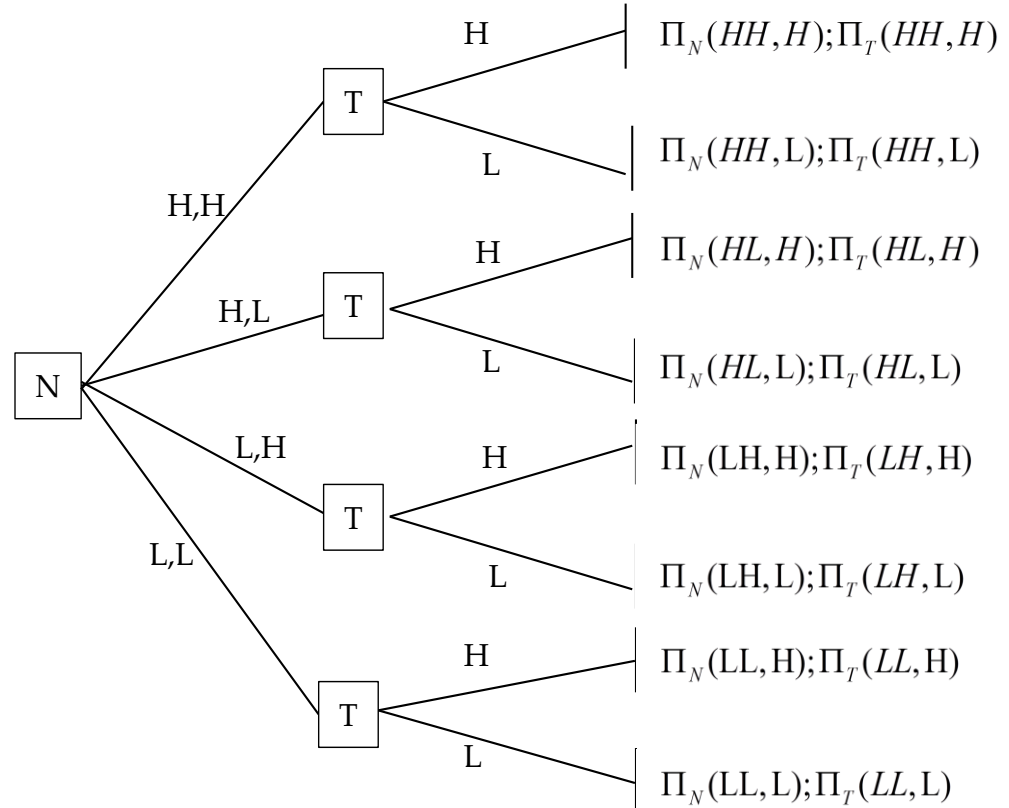 H
Π_N(HH,H);Π_T(HH,H)
T
L
Π_N(HH,L);Π_T(HH,L)
H,H
H
Π_N(HL,H);Π_T(HL,H)
H,L
T
L
Π_N(HL,L);Π_T(HL,L)
N
L,H
H
Π_N(LH,H);Π_T(LH,H)
T
L,L
L
Π_N(LH,L);Π_T(LH,L)
H
Π_N(LL,H);Π_T(LL,H)
T
L
Π_N(LL,L);Π_T(LL,L)